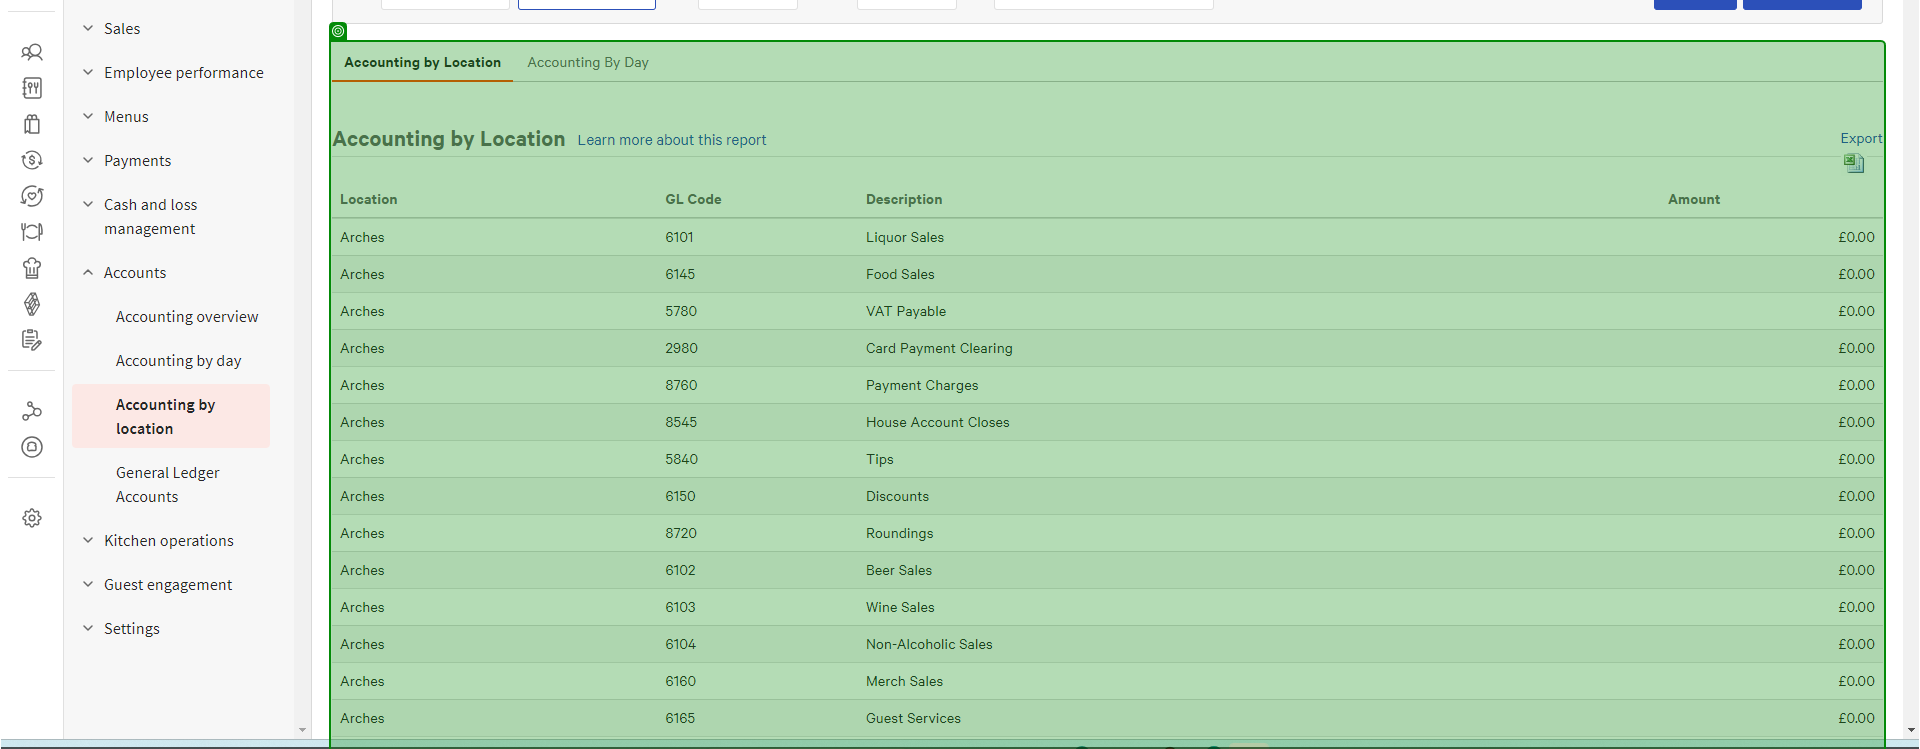 Sales
Employee performance
Menus
Payments
Cash and loss
management
Accounts
Accounting overview
Accounting by day
Accounting by
location
General Ledger
Accounts
Kitchen operations
Guest engagement
Settings
Accounting by Location Accounting By Day
Accounting by Location Learn more about this report Export
Location GL Code Description Amount
Arches 6101 Liquor Sales £0.00
Arches 6145 Food Sales £0.00
Arches 5780 VAT Payable £0.00
Arches 2980 Card Payment Clearing £0.00
Arches 8760 Payment Charges £0.00
Arches 8545 House Account Closes £0.00
Arches 5840 Tips £0.00
Arches 6150 Discounts £0.00
Arches 8720 Roundings £0.00
Arches 6102 Beer Sales £0.00
Arches 6103 Wine Sales £0.00
Arches 6104 Non-Alcoholic Sales £0.00
Arches 6160 Merch Sales £0.00
Arches 6165 Guest Services £0.00